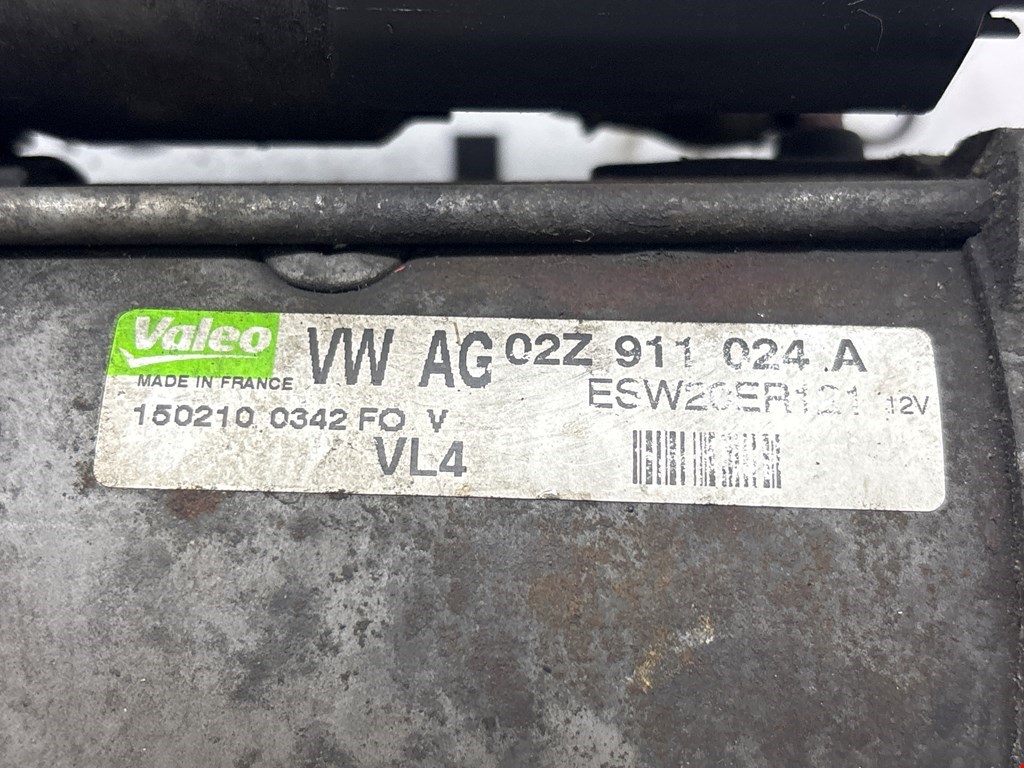 Valeo
VW AG 02Z 911 024 A
MADE IN FRANCE
ESW20ER121 12V
150210 0342 FO V
VL4